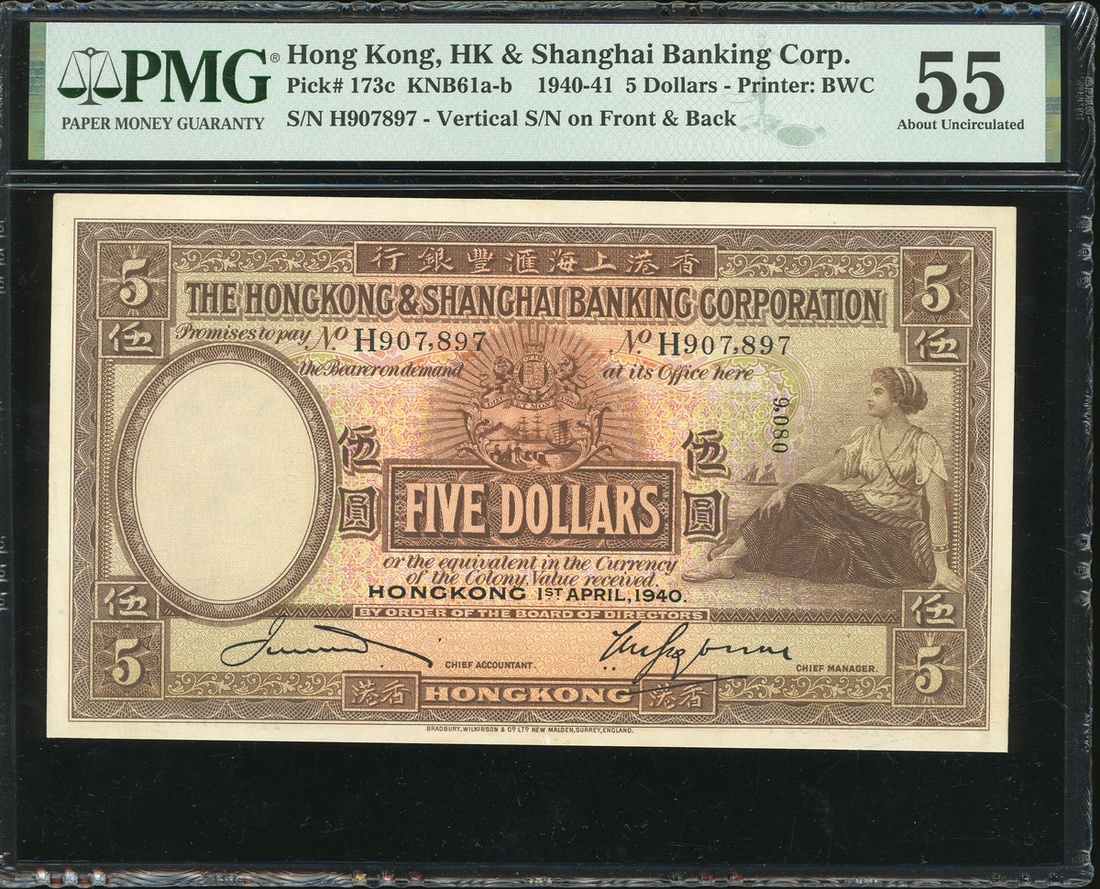 PMG®
PAPER MONEY GUARANTY
Hong Kong, HK & Shanghai Banking Corp.
Pick# 173c KNB61a-b 1940-41 5 Dollars - Printer: BWC
S/N H907897 - Vertical S/N on Front & Back
55
About Uncirculated
5 行銀豐滙海上港香 5
THE HONGKONG & SHANGHAI BANKING CORPORATION
伍 伍
Promises to pay No H907,897 No H907,897
the Bearer on demand at its Office here
9,080
伍圓 伍圓
FIVE DOLLARS
or the equivalent in the Currency
of the Colony, Value received.
HONGKONG 1ST APRIL, 1940.
伍 伍
BY ORDER OF THE BOARD OF DIRECTORS
5 5
CHIEF ACCOUNTANT. CHIEF MANAGER.
港香 HONGKONG 港香
BRADBURY, WILKINSON & Co LTD NEW MALDEN, SURREY, ENGLAND.